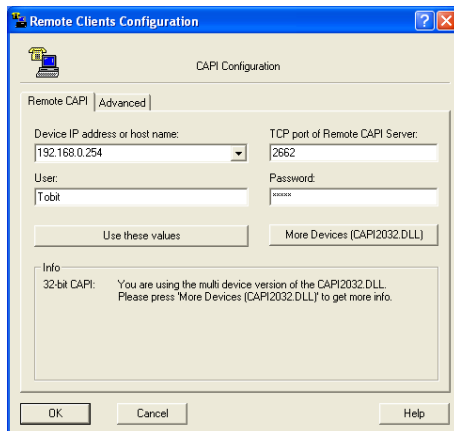 Remote Clients Configuration
CAPI Configuration
Remote CAPI Advanced
Device IP address or host name: TCP port of Remote CAPI Server:
192.168.0.254 2662
User: Password:
Tobit *****
Use these values More Devices (CAPI2032.DLL)
Info
32-bit CAPI: You are using the multi device version of the CAPI2032.DLL.
Please press 'More Devices (CAPI2032.DLL)' to get more info.
OK Cancel Help